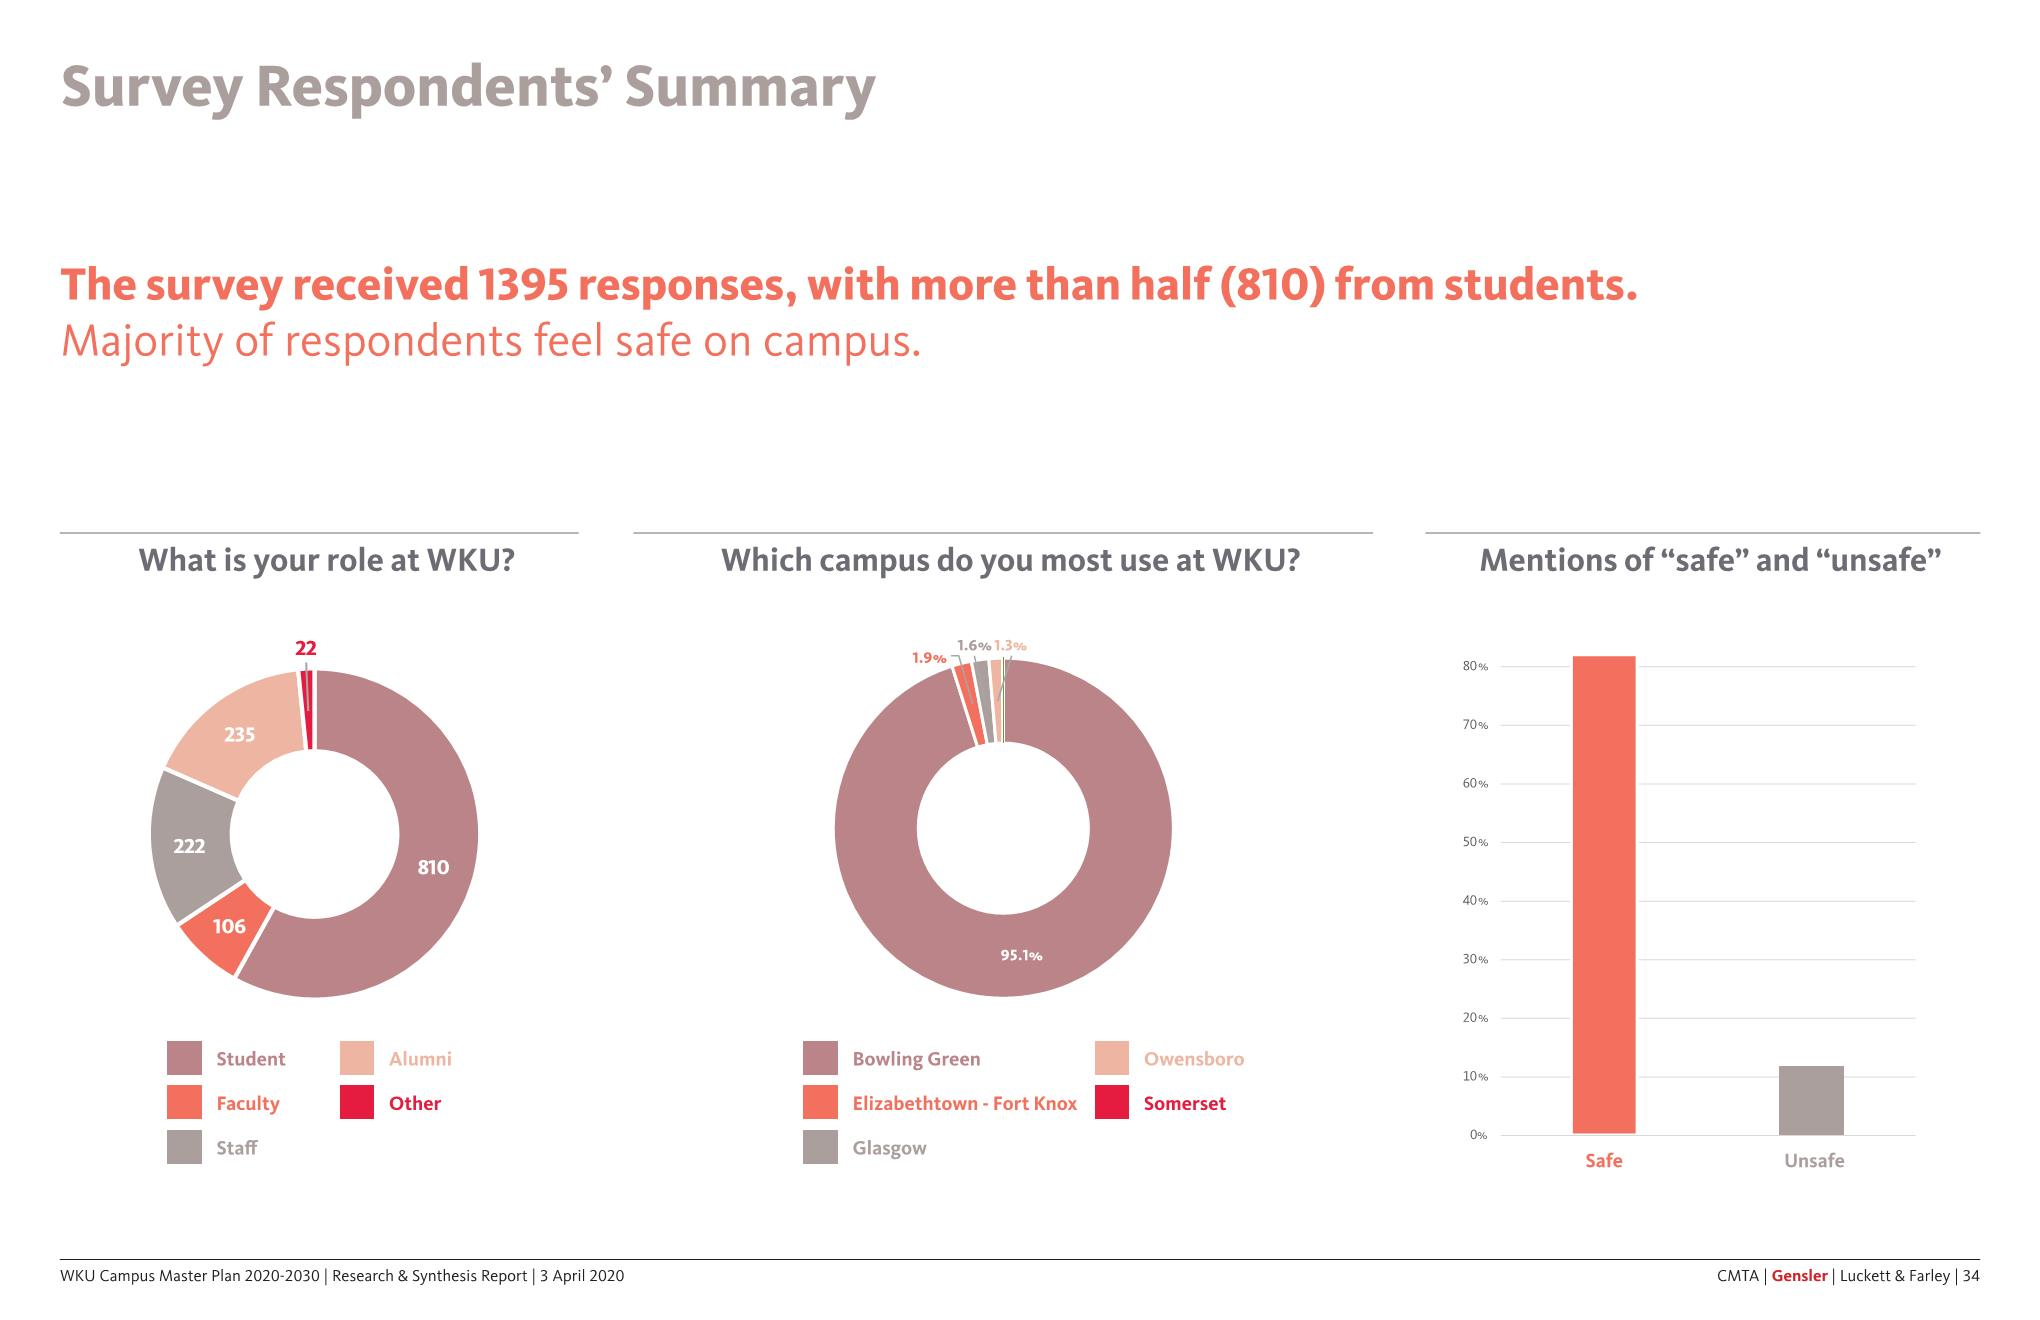 Survey Respondents’ Summary
The survey received 1395 responses, with more than half (810) from students.
Majority of respondents feel safe on campus.
What is your role at WKU?
22
235
222
810
106
Student
Alumni
Faculty
Other
Staff
Which campus do you most use at WKU?
1.6% 1.3%
1.9%
95.1%
Bowling Green
Owensboro
Elizabethtown - Fort Knox
Somerset
Glasgow
Mentions of “safe” and “unsafe”
80%
70%
60%
50%
40%
30%
20%
10%
0%
Safe
Unsafe
WKU Campus Master Plan 2020-2030 | Research & Synthesis Report | 3 April 2020
CMTA | Gensler | Luckett & Farley | 34